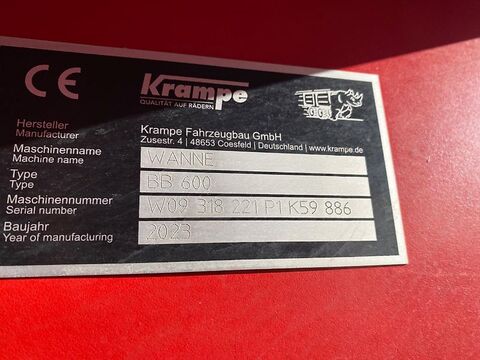 CE
Krampe
QUALITÄT AUF RÄDERN
Hersteller
Manufacturer
Krampe Fahrzeugbau GmbH
Zusestr. 4 | 48653 Coesfeld | Deutschland | www.krampe.de
Maschinenname
Machine name
WANNE
Type
Type
BB 600
Maschinennummer
Serial number
W09 318 221 P1 K59 886
Baujahr
Year of manufacturing
2023